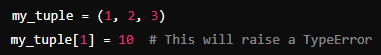 my_tuple = (1, 2, 3)
my_tuple[1] = 10  # This will raise a TypeError